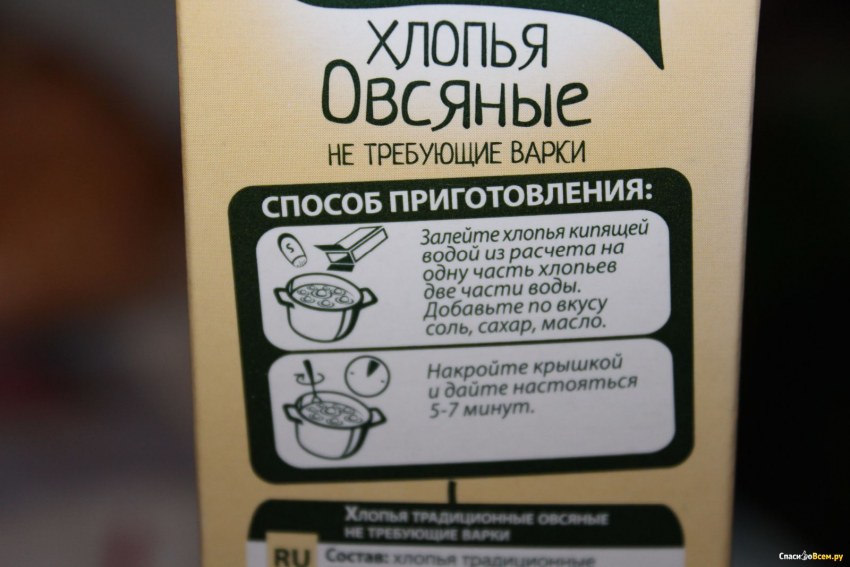 ХЛОПЬЯ
ОВСЯНЫЕ
НЕ ТРЕБУЮЩИЕ ВАРКИ
СПОСОБ ПРИГОТОВЛЕНИЯ:
S
Залейте хлопья кипящей
водой из расчета на
одну часть хлопьев
две части воды.
Добавьте по вкусу
соль, сахар, масло.
Накройте крышкой
и дайте настояться
5-7 минут.
ХЛОПЬЯ ТРАДИЦИОННЫЕ ОВСЯНЫЕ
НЕ ТРЕБУЮЩИЕ ВАРКИ
RU Состав: хлопья традиционные
СпасиБоВсем.ру